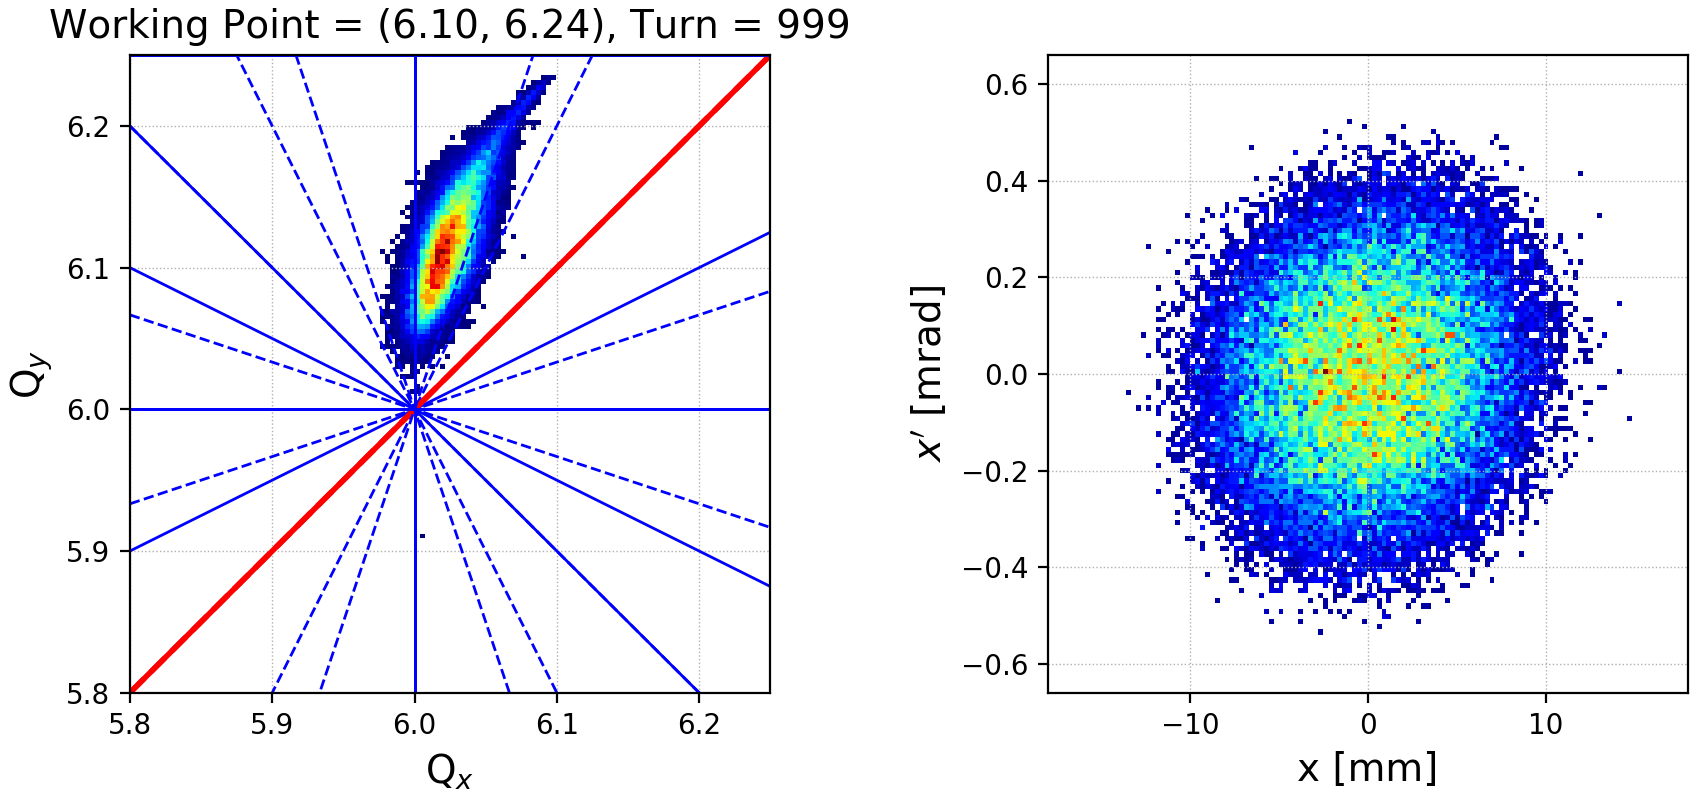 Working Point = (6.10, 6.24), Turn = 999
6.2
6.1
6.0
5.9
5.8
5.8 5.9 6.0 6.1 6.2
Qx
Qy
0.6
0.4
0.2
0.0
−0.2
−0.4
−0.6
−10 0 10
x [mm]
x′ [mrad]